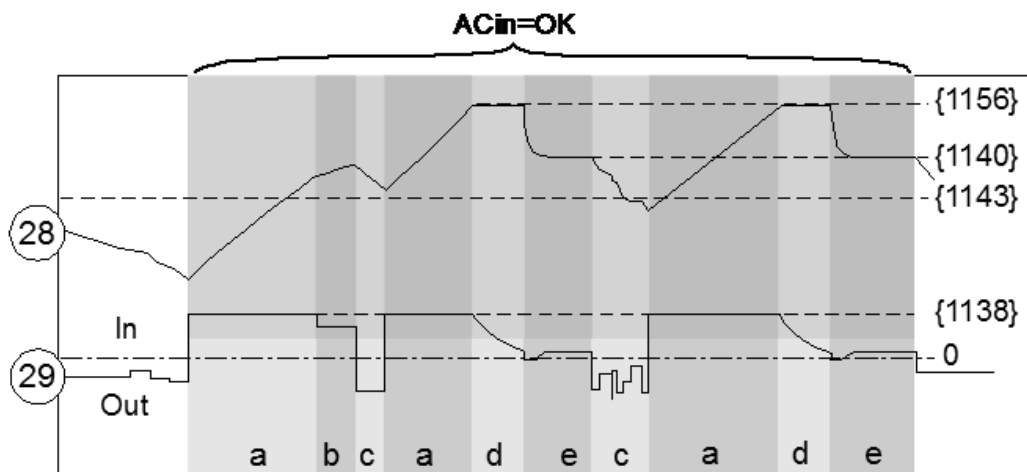 ACin=OK
{1156}
{1140}
{1143}
28
{1138}
In
0
29
Out
a b c a d e c a d e